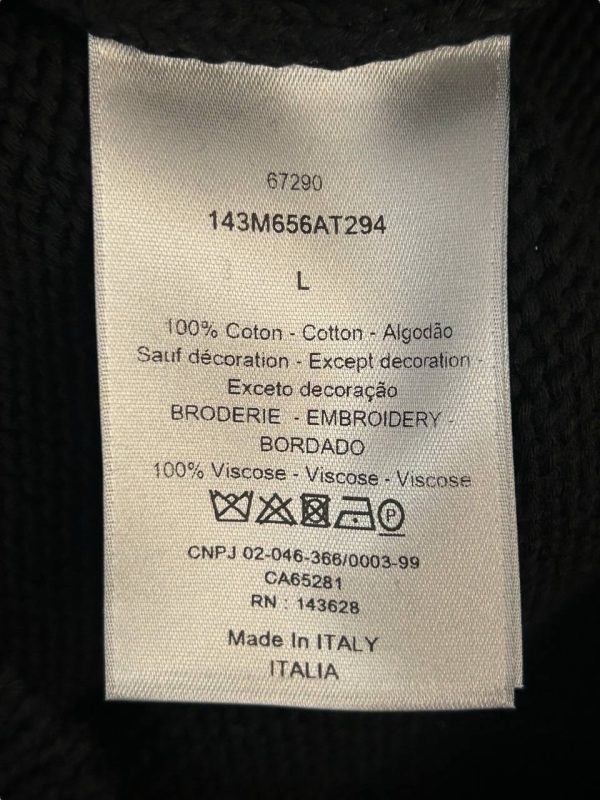 67290
143M656AT294
L
100% Coton - Cotton - Algodão
Sauf décoration - Except decoration -
Exceto decoração
BRODERIE - EMBROIDERY -
BORDADO
100% Viscose - Viscose - Viscose
P
CNPJ 02-046-366/0003-99
CA65281
RN : 143628
Made In ITALY
ITALIA